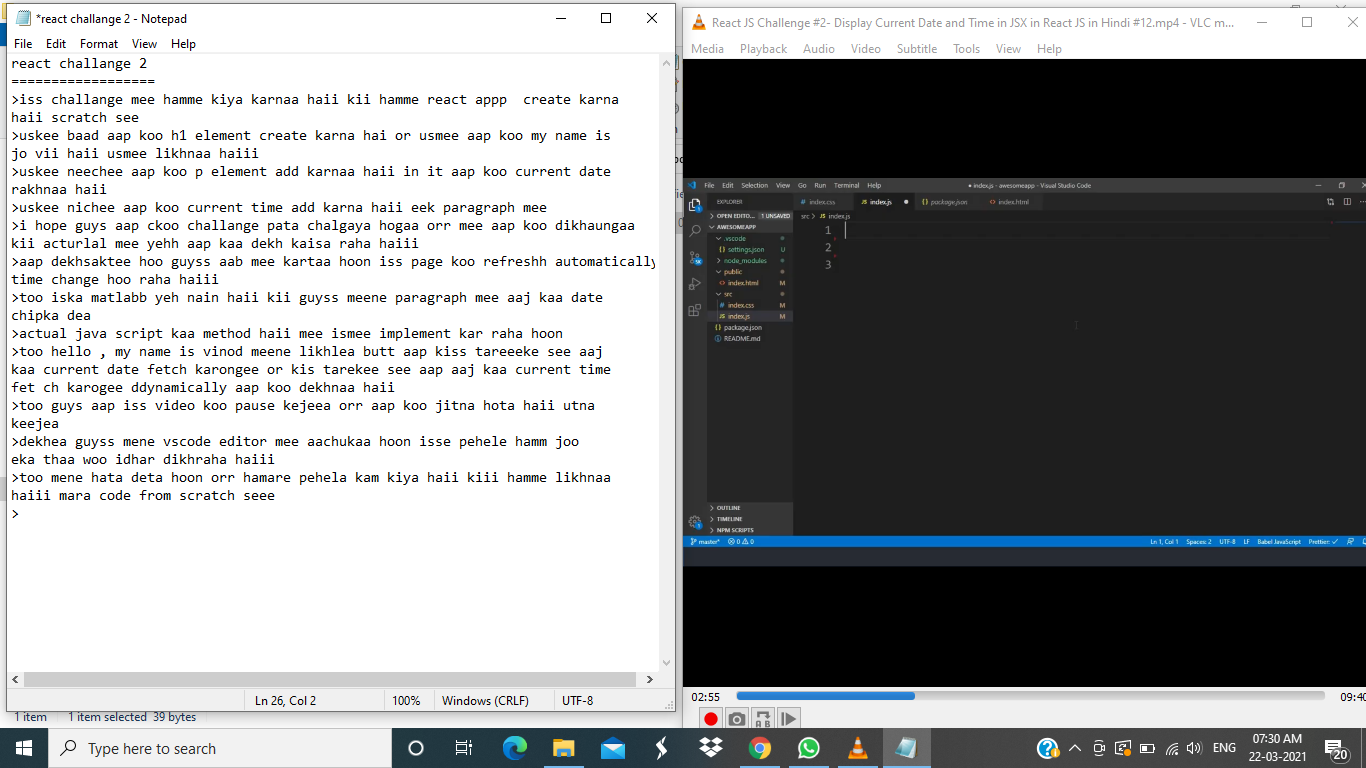 *react challange 2 - Notepad
File Edit Format View Help
react challange 2
==================
>iss challange mee hamme kiya karnaa haii kii hamme react appp  create karna
haii scratch see
>uskee baad aap koo h1 element create karna hai or usmee aap koo my name is
jo vii haii usmee likhnaa haiii
>uskee neechee aap koo p element add karnaa haii in it aap koo current date
rakhnaa haii
>uskee nichee aap koo current time add karna haii eek paragraph mee
>i hope guys aap ckoo challange pata chalgaya hogaa orr mee aap koo dikhaungaa
kii acturlal mee yehh aap kaa dekh kaisa raha haiii
>aap dekhsaktee hoo guyss aab mee kartaa hoon iss page koo refreshh automatically
time change hoo raha haiii
>too iska matlabb yeh nain haii kii guyss meene paragraph mee aaj kaa date
chipka dea
>actual java script kaa method haii mee ismee implement kar raha hoon
>too hello , my name is vinod meene likhlea butt aap kiss tareeeke see aaj
kaa current date fetch karongee or kis tarekee see aap aaj kaa current time
fet ch karogee ddynamically aap koo dekhnaa haii
>too guys aap iss video koo pause kejeea orr aap koo jitna hota haii utna
keejea
>dekhea guyss mene vscode editor mee aachukaa hoon isse pehele hamm joo
eka thaa woo idhar dikhraha haiii
>too mene hata deta hoon orr hamare pehela kam kiya haii kiii hamme likhnaa
haiii mara code from scratch seee
>
Ln 26, Col 2 100% Windows (CRLF) UTF-8
1 item 1 item selected 39 bytes
React JS Challenge #2- Display Current Date and Time in JSX in React JS in Hindi #12.mp4 - VLC m...
Media Playback Audio Video Subtitle Tools View Help
File Edit Selection View Go Run Terminal Help ● index.js - awesomeapp - Visual Studio Code
EXPLORER
# index.css JS index.js ● {} package.json <> index.html
OPEN EDITO... 1 UNSAVED
src > JS index.js
AWESOMEAPP
.vscode
{} settings.json U
node_modules
public
<> index.html M
src
# index.css M
JS index.js M
{} package.json
README.md
1
2
3
OUTLINE
TIMELINE
NPM SCRIPTS
master* 0 0 Ln 1, Col 1 Spaces: 2 UTF-8 LF Babel JavaScript Prettier: ✓
02:55 09:40
Type here to search
ENG
07:30 AM
22-03-2021
20